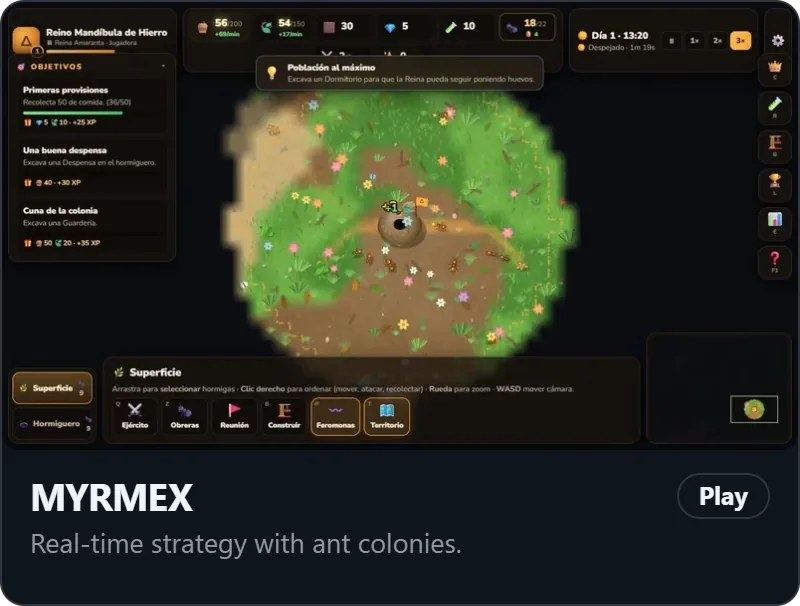 Reino Mandíbula de Hierro
Reina Amaranta · Jugadora
1
56/200
+69/min
54/150
+17/min
30
5
10
18/22
4
Día 1 · 13:20
Despejado · 1m 19s
1×
2×
3×
OBJETIVOS
Primeras provisiones
Recolecta 50 de comida. (36/50)
5 10 · +25 XP
Una buena despensa
Excava una Despensa en el hormiguero.
40 · +30 XP
Cuna de la colonia
Excava una Guardería.
50 20 · +35 XP
Población al máximo
Excava un Dormitorio para que la Reina pueda seguir poniendo huevos.
+1
C
L
F1
Superficie
9
Hormiguero
9
Superficie
Arrastra para seleccionar hormigas · Clic derecho para ordenar (mover, atacar, recolectar) · Rueda para zoom · WASD mover cámara.
Q
Ejército
Obreras
Reunión
B
Construir
P
Feromonas
T
Territorio
MYRMEX
Play
Real-time strategy with ant colonies.